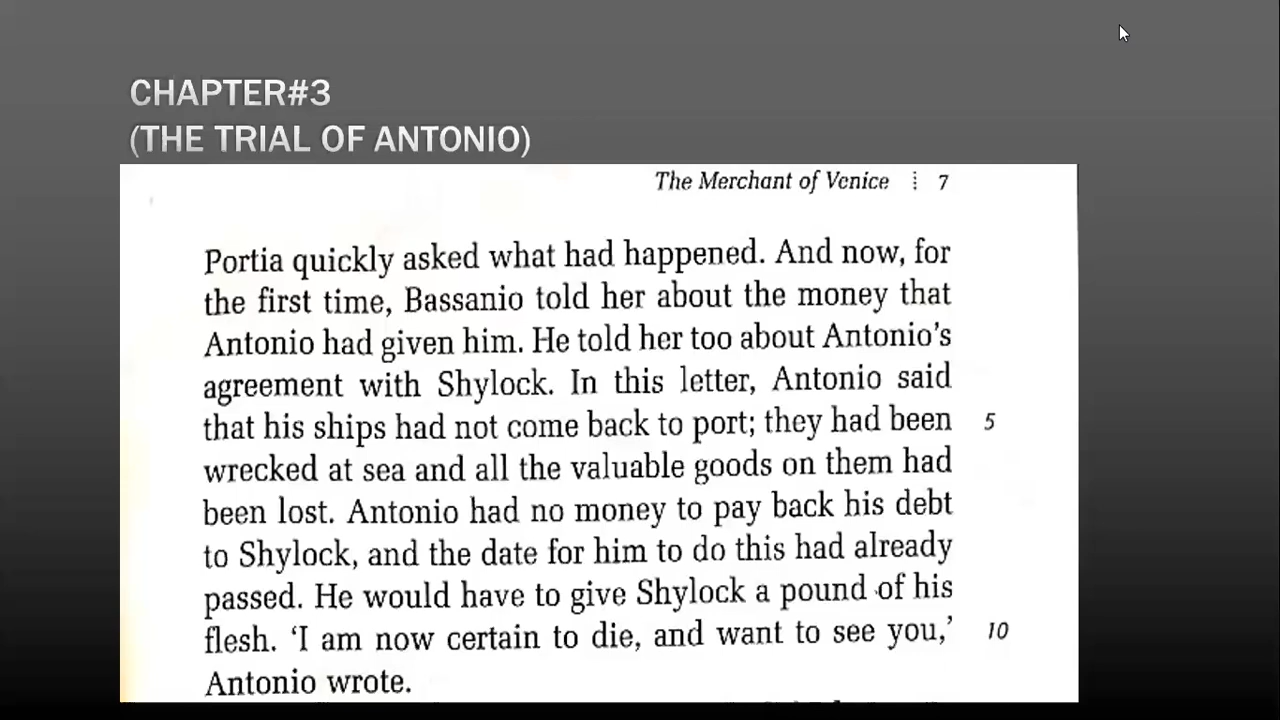 CHAPTER#3
(THE TRIAL OF ANTONIO)
The Merchant of Venice 7
Portia quickly asked what had happened. And now, for
the first time, Bassanio told her about the money that
Antonio had given him. He told her too about Antonio's
agreement with Shylock. In this letter, Antonio said
that his ships had not come back to port; they had been 5
wrecked at sea and all the valuable goods on them had
been lost. Antonio had no money to pay back his debt
to Shylock, and the date for him to do this had already
passed. He would have to give Shylock a pound of his
flesh. 'I am now certain to die, and want to see you,' 10
Antonio wrote.